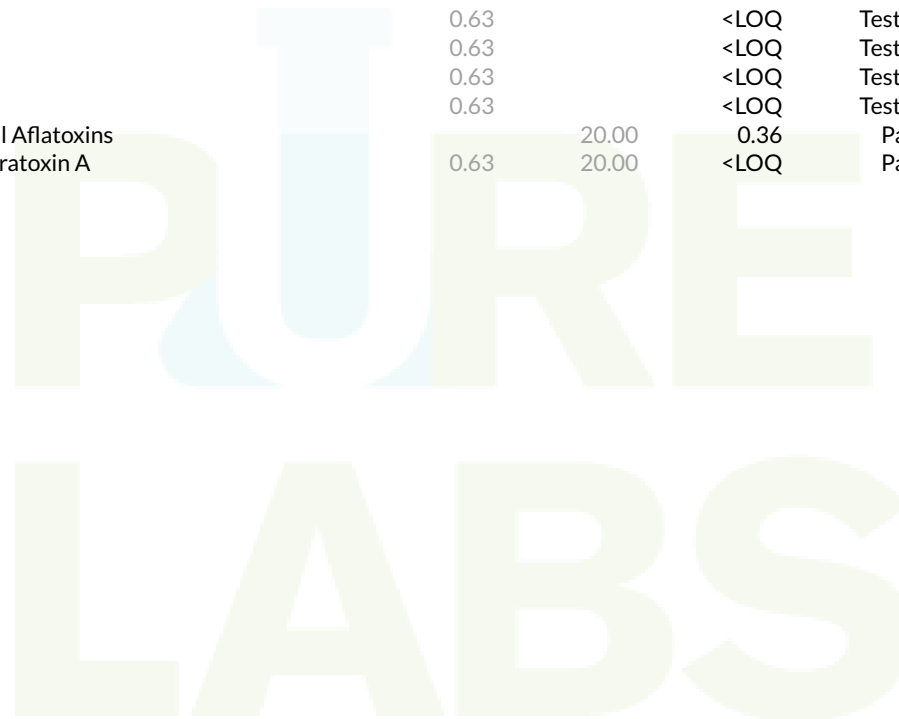 0.63 <LOQ Test
0.63 <LOQ Test
0.63 <LOQ Test
0.63 <LOQ Test
l Aflatoxins 20.00 0.36 Pa
ratoxin A 0.63 20.00 <LOQ Pa
PURE
LABS